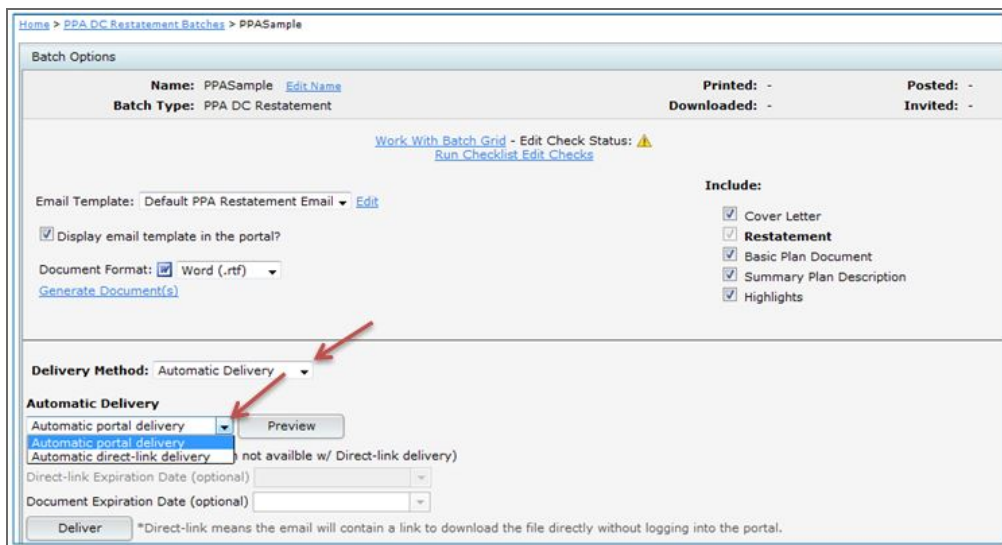 Home > PPA DC Restatement Batches > PPASample
Batch Options
Name: PPASample Edit Name Printed: - Posted: -
Batch Type: PPA DC Restatement Downloaded: - Invited: -
Work With Batch Grid - Edit Check Status:
Run Checklist Edit Checks
Include:
Email Template: Default PPA Restatement Email Edit
Cover Letter
Display email template in the portal?
Restatement
Basic Plan Document
Document Format: Word (.rtf)
Summary Plan Description
Generate Document(s)
Highlights
Delivery Method: Automatic Delivery
Automatic Delivery
Automatic portal delivery Preview
Automatic portal delivery
Automatic direct-link delivery not availble w/ Direct-link delivery)
Direct-link Expiration Date (optional)
Document Expiration Date (optional)
Deliver *Direct-link means the email will contain a link to download the file directly without logging into the portal.